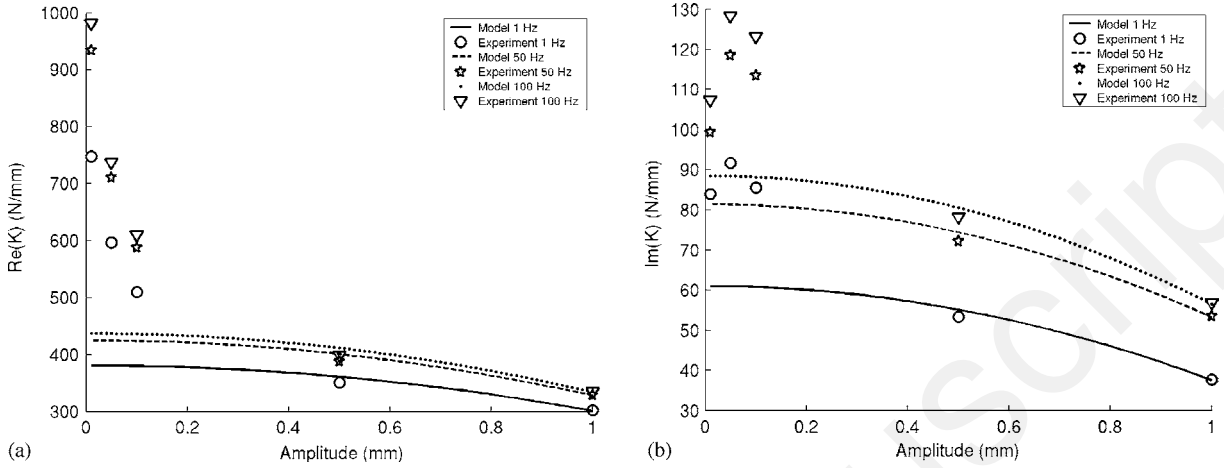 1000
900
800
700
600
500
400
300
0
0.2
0.4
0.6
0.8
1
Re(K) (N/mm)
Amplitude (mm)
Model 1 Hz
Experiment 1 Hz
Model 50 Hz
Experiment 50 Hz
Model 100 Hz
Experiment 100 Hz
(a)
130
120
110
100
90
80
70
60
50
40
30
0
0.2
0.4
0.6
0.8
1
Im(K) (N/mm)
Amplitude (mm)
Model 1 Hz
Experiment 1 Hz
Model 50 Hz
Experiment 50 Hz
Model 100 Hz
Experiment 100 Hz
(b)
script